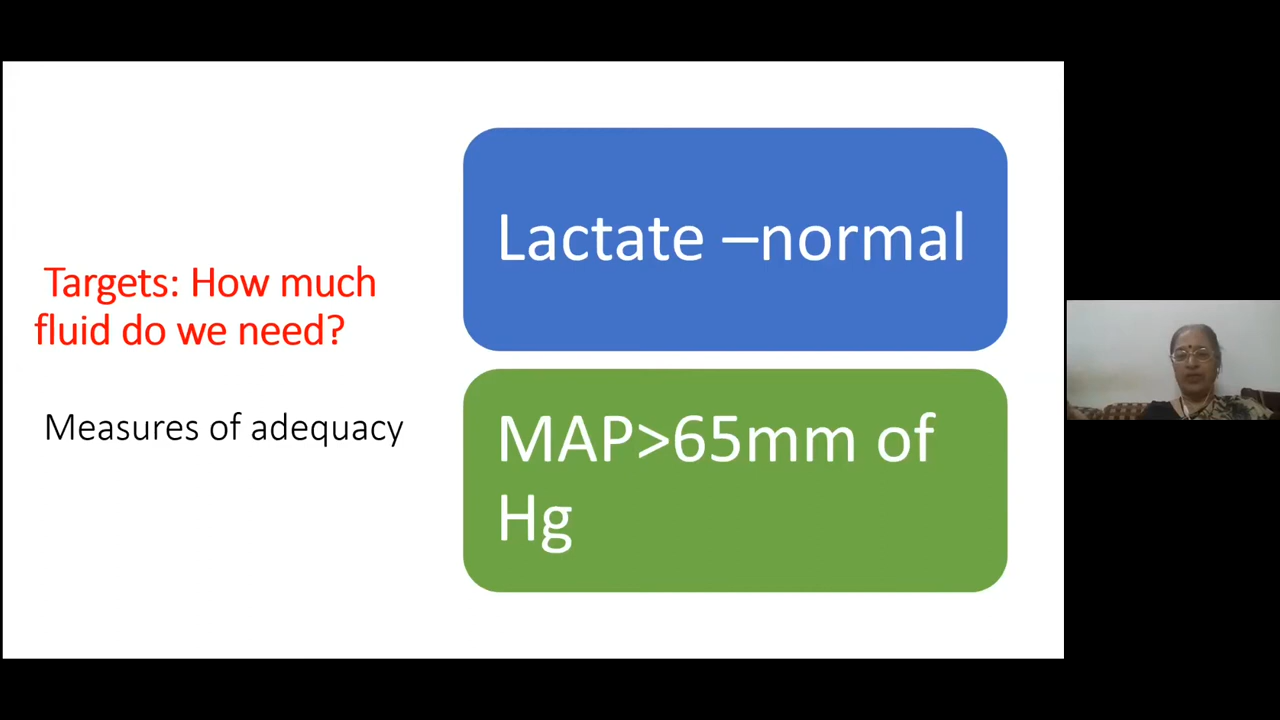 Targets: How much
fluid do we need?
Measures of adequacy
Lactate –normal
MAP>65mm of
Hg